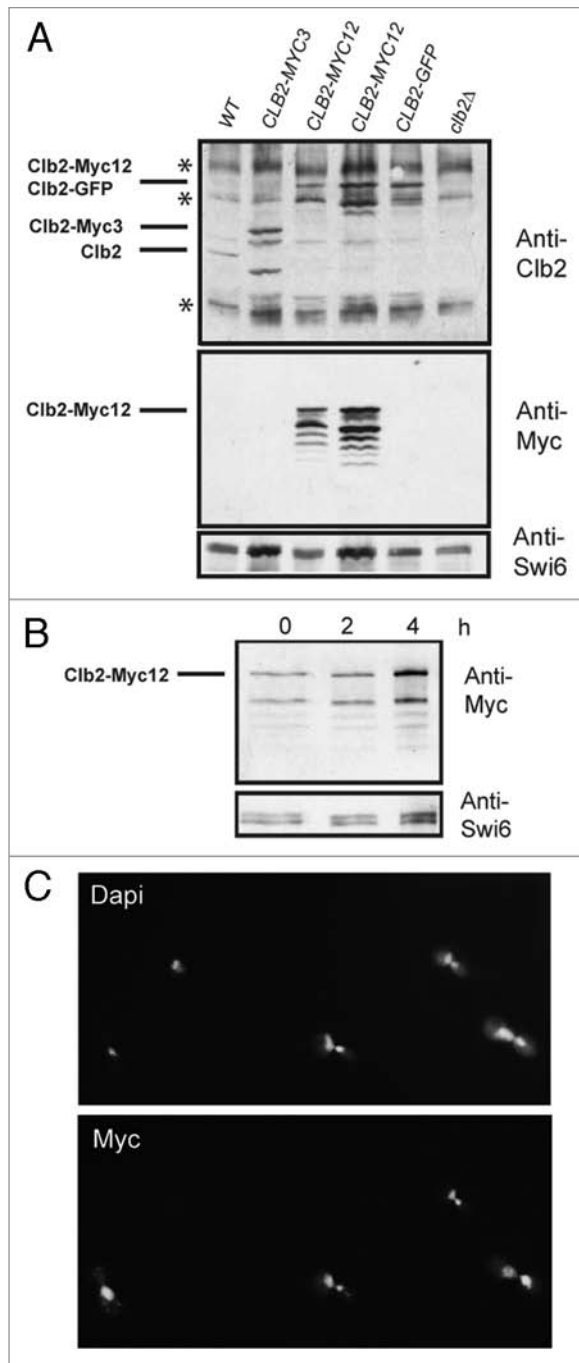 A
WT
CLB2-MYC3
CLB2-MYC12
CLB2-MYC12
CLB2-GFP
clb2Δ
Clb2-Myc12
*
Clb2-GFP
*
Clb2-Myc3
Clb2
*
Anti-
Clb2
Clb2-Myc12
Anti-
Myc
Anti-
Swi6
B
0 2 4 h
Clb2-Myc12
Anti-
Myc
Anti-
Swi6
C
Dapi
Myc